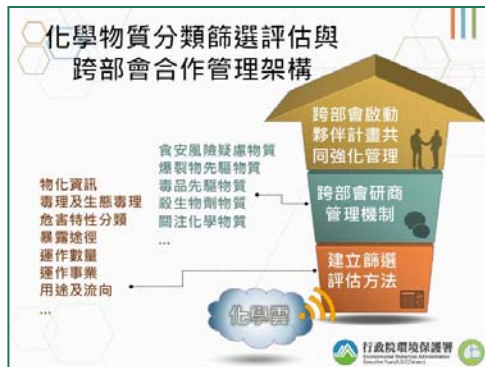 化學物質分類篩選評估與
跨部會合作管理架構
跨部會啟動
夥伴計畫共
同強化管理
食安風險疑慮物質
爆裂物先驅物質
毒品先驅物質
殺生物劑物質
關注化學物質
...
跨部會研商
管理機制
物化資訊
毒理及生態毒理
危害特性分類
暴露途徑
運作數量
運作事業
用途及流向
...
建立篩選
評估方法
化學雲
行政院環境保護署